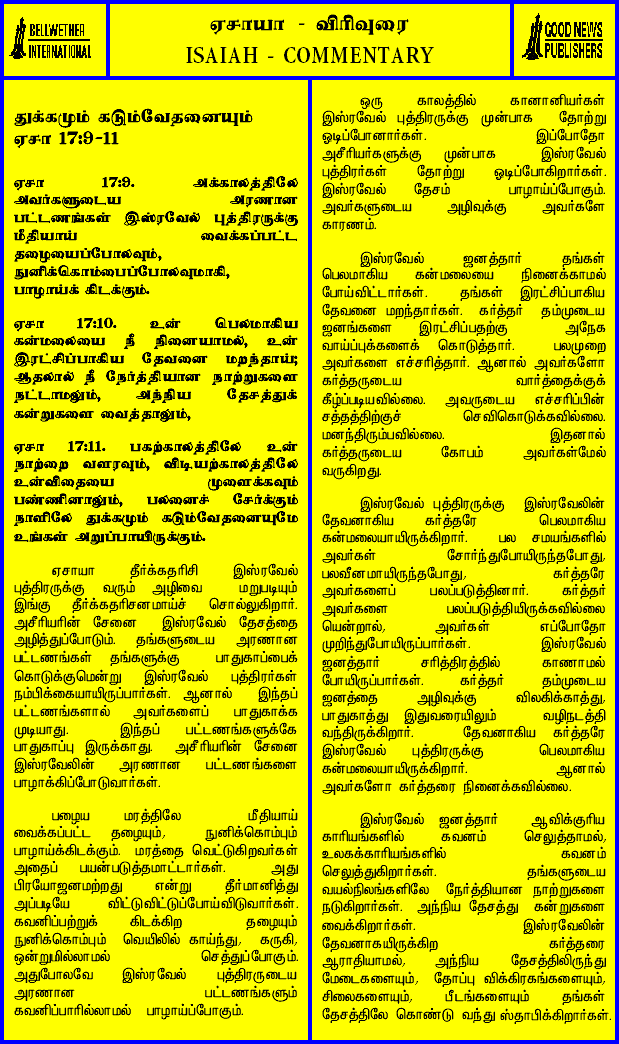 BELLWETHER
INTERNATIONAL
ஏசாயா - விரிவுரை
ISAIAH - COMMENTARY
GOOD NEWS
PUBLISHERS
துக்கமும் கடும்வேதனையும்
ஏசா 17:9-11
ஏசா 17:9. அக்காலத்திலே
அவர்களுடைய அரணான
பட்டணங்கள் இஸ்ரவேல் புத்திரருக்கு
மீதியாய் வைக்கப்பட்ட
தழையைப்போலவும்,
நுனிக்கொம்பைப்போலவுமாகி,
பாழாய்க் கிடக்கும்.
ஏசா 17:10. உன் பெலமாகிய
கன்மலையை நீ நினையாமல், உன்
இரட்சிப்பாகிய தேவனை மறந்தாய்;
ஆதலால் நீ நேர்த்தியான நாற்றுகளை
நட்டாமலும், அந்நிய தேசத்துக்
கன்றுகளை வைத்தாலும்,
ஏசா 17:11. பகற்காலத்திலே உன்
நாற்றை வளரவும், விடியற்காலத்திலே
உன்விதையை முளைக்கவும்
பண்ணினாலும், பலனைச் சேர்க்கும்
நாளிலே துக்கமும் கடும்வேதனையுமே
உங்கள் அறுப்பாயிருக்கும்.
ஏசாயா தீர்க்கதரிசி இஸ்ரவேல்
புத்திரருக்கு வரும் அழிவை மறுபடியும்
இங்கு தீர்க்கதரிசனமாய்ச் சொல்லுகிறார்.
அசீரியரின் சேனை இஸ்ரவேல் தேசத்தை
அழித்துப்போடும். தங்களுடைய அரணான
பட்டணங்கள் தங்களுக்கு பாதுகாப்பைக்
கொடுக்குமென்று இஸ்ரவேல் புத்திரர்கள்
நம்பிக்கையாயிருப்பார்கள். ஆனால் இந்தப்
பட்டணங்களால் அவர்களைப் பாதுகாக்க
முடியாது. இந்தப் பட்டணங்களுக்கே
பாதுகாப்பு இருக்காது. அசீரியரின் சேனை
இஸ்ரவேலின் அரணான பட்டணங்களை
பாழாக்கிப்போடுவார்கள்.
பழைய மரத்திலே மீதியாய்
வைக்கப்பட்ட தழையும், நுனிக்கொம்பும்
பாழாய்க்கிடக்கும். மரத்தை வெட்டுகிறவர்கள்
அதைப் பயன்படுத்தமாட்டார்கள். அது
பிரயோஜனமற்றது என்று தீர்மானித்து
அப்படியே விட்டுவிட்டுப்போய்விடுவார்கள்.
கவனிப்பற்றுக் கிடக்கிற தழையும்
நுனிக்கொம்பும் வெயிலில் காய்ந்து, கருகி,
ஒன்றுமில்லாமல் செத்துப்போகும்.
அதுபோலவே இஸ்ரவேல் புத்திரருடைய
அரணான பட்டணங்களும்
கவனிப்பாரில்லாமல் பாழாய்ப்போகும்.
ஒரு காலத்தில் கானானியர்கள்
இஸ்ரவேல் புத்திரருக்கு முன்பாக தோற்று
ஓடிப்போனார்கள். இப்போதோ
அசீரியர்களுக்கு முன்பாக இஸ்ரவேல்
புத்திரர்கள் தோற்று ஓடிப்போகிறார்கள்.
இஸ்ரவேல் தேசம் பாழாய்ப்போகும்.
அவர்களுடைய அழிவுக்கு அவர்களே
காரணம்.
இஸ்ரவேல் ஜனத்தார் தங்கள்
பெலமாகிய கன்மலையை நினைக்காமல்
போய்விட்டார்கள். தங்கள் இரட்சிப்பாகிய
தேவனை மறந்தார்கள். கர்த்தர் தம்முடைய
ஜனங்களை இரட்சிப்பதற்கு அநேக
வாய்ப்புக்களைக் கொடுத்தார். பலமுறை
அவர்களை எச்சரித்தார். ஆனால் அவர்களோ
கர்த்தருடைய வார்த்தைக்குக்
கீழ்ப்படியவில்லை. அவருடைய எச்சரிப்பின்
சத்தத்திற்குச் செவிகொடுக்கவில்லை.
மனந்திரும்பவில்லை. இதனால்
கர்த்தருடைய கோபம் அவர்கள்மேல்
வருகிறது.
இஸ்ரவேல் புத்திரருக்கு இஸ்ரவேலின்
தேவனாகிய கர்த்தரே பெலமாகிய
கன்மலையாயிருக்கிறார். பல சமயங்களில்
அவர்கள் சோர்ந்துபோயிருந்தபோது,
பலவீனமாயிருந்தபோது, கர்த்தரே
அவர்களைப் பலப்படுத்தினார். கர்த்தர்
அவர்களை பலப்படுத்தியிருக்கவில்லை
யென்றால், அவர்கள் எப்போதோ
முறிந்துபோயிருப்பார்கள். இஸ்ரவேல்
ஜனத்தார் சரித்திரத்தில் காணாமல்
போயிருப்பார்கள். கர்த்தர் தம்முடைய
ஜனத்தை அழிவுக்கு விலக்கிகாத்து,
பாதுகாத்து இதுவரையிலும் வழிநடத்தி
வந்திருக்கிறார். தேவனாகிய கர்த்தரே
இஸ்ரவேல் புத்திரருக்கு பெலமாகிய
கன்மலையாயிருக்கிறார். ஆனால்
அவர்களோ கர்த்தரை நினைக்கவில்லை.
இஸ்ரவேல் ஜனத்தார் ஆவிக்குரிய
காரியங்களில் கவனம் செலுத்தாமல்,
உலகக்காரியங்களில் கவனம்
செலுத்துகிறார்கள். தங்களுடைய
வயல்நிலங்களிலே நேர்த்தியான நாற்றுகளை
நடுகிறார்கள். அந்நிய தேசத்து கன்றுகளை
வைக்கிறார்கள். இஸ்ரவேலின்
தேவனாகயிருக்கிற கர்த்தரை
ஆராதியாமல், அந்நிய தேசத்திலிருந்து
மேடைகளையும், தோப்பு விக்கிரகங்களையும்,
சிலைகளையும், பீடங்களையும் தங்கள்
தேசத்திலே கொண்டு வந்து ஸ்தாபிக்கிறார்கள்.